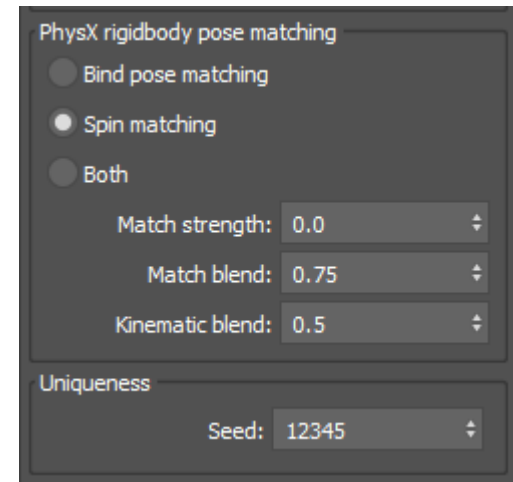 PhysX rigidbody pose matching
Bind pose matching
Spin matching
Both
Match strength: 0.0
Match blend: 0.75
Kinematic blend: 0.5
Uniqueness
Seed: 12345